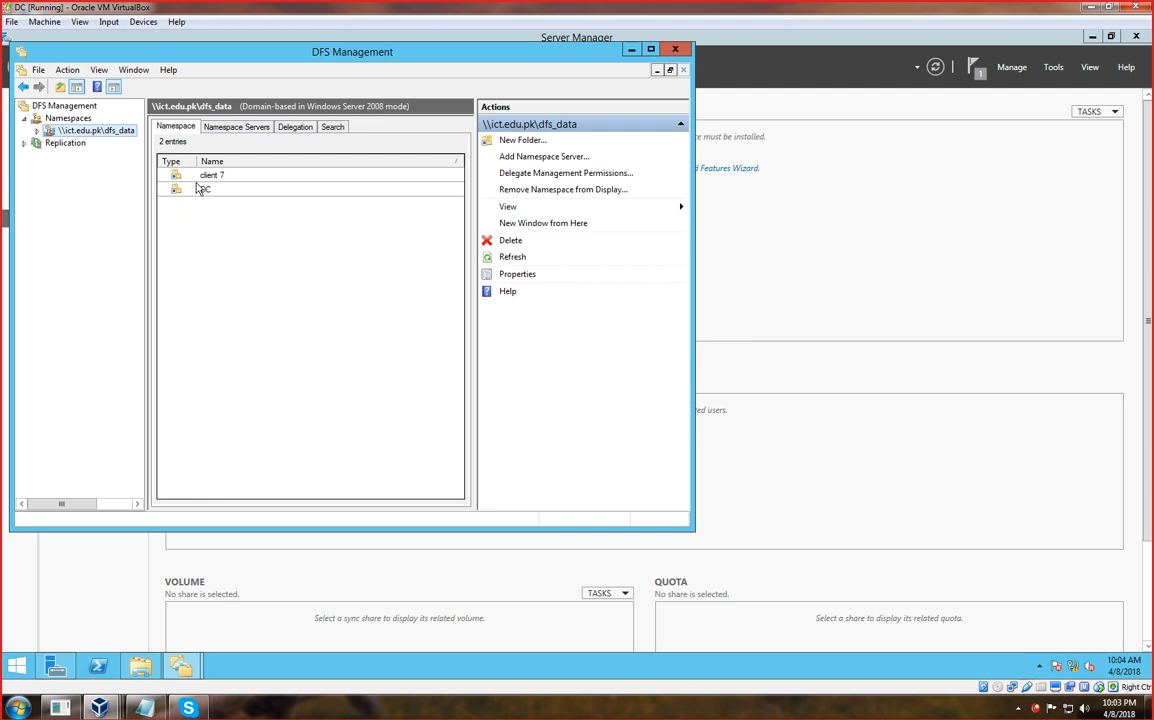 DC [Running] - Oracle VM VirtualBox
File Machine View Input Devices Help
Server Manager
DFS Management
Manage Tools View Help
1
File Action View Window Help
DFS Management
Namespaces
\\ict.edu.pk\dfs_data
Replication
\\ict.edu.pk\dfs_data (Domain-based in Windows Server 2008 mode)
Namespace Namespace Servers Delegation Search
2 entries
Type Name
client 7
DC
Actions
\\ict.edu.pk\dfs_data
New Folder...
Add Namespace Server...
Delegate Management Permissions...
Remove Namespace from Display...
View
New Window from Here
Delete
Refresh
Properties
Help
TASKS
must be installed.
d Features Wizard.
ed users.
VOLUME
No share is selected.
TASKS
Select a sync share to display its related volume.
QUOTA
No share is selected.
Select a share to display its related quota.
10:04 AM
4/8/2018
Right Ctr
10:03 PM
4/8/2018